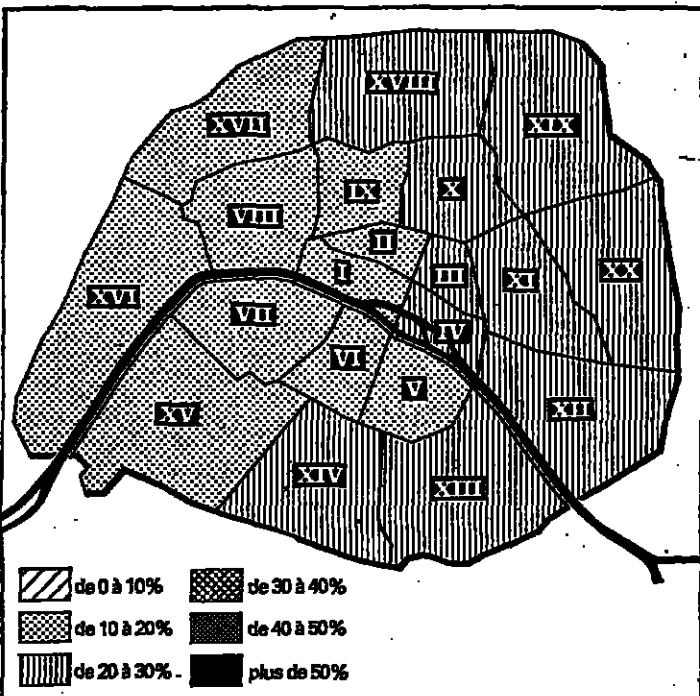 XVIII
XVII
XIX
IX
X
VIII
II
I
III
XI
XX
XVI
VII
IV
VI
V
XV
XII
XIV
XIII
de 0 à 10%
de 30 à 40%
de 10 à 20%
de 40 à 50%
de 20 à 30%
plus de 50%